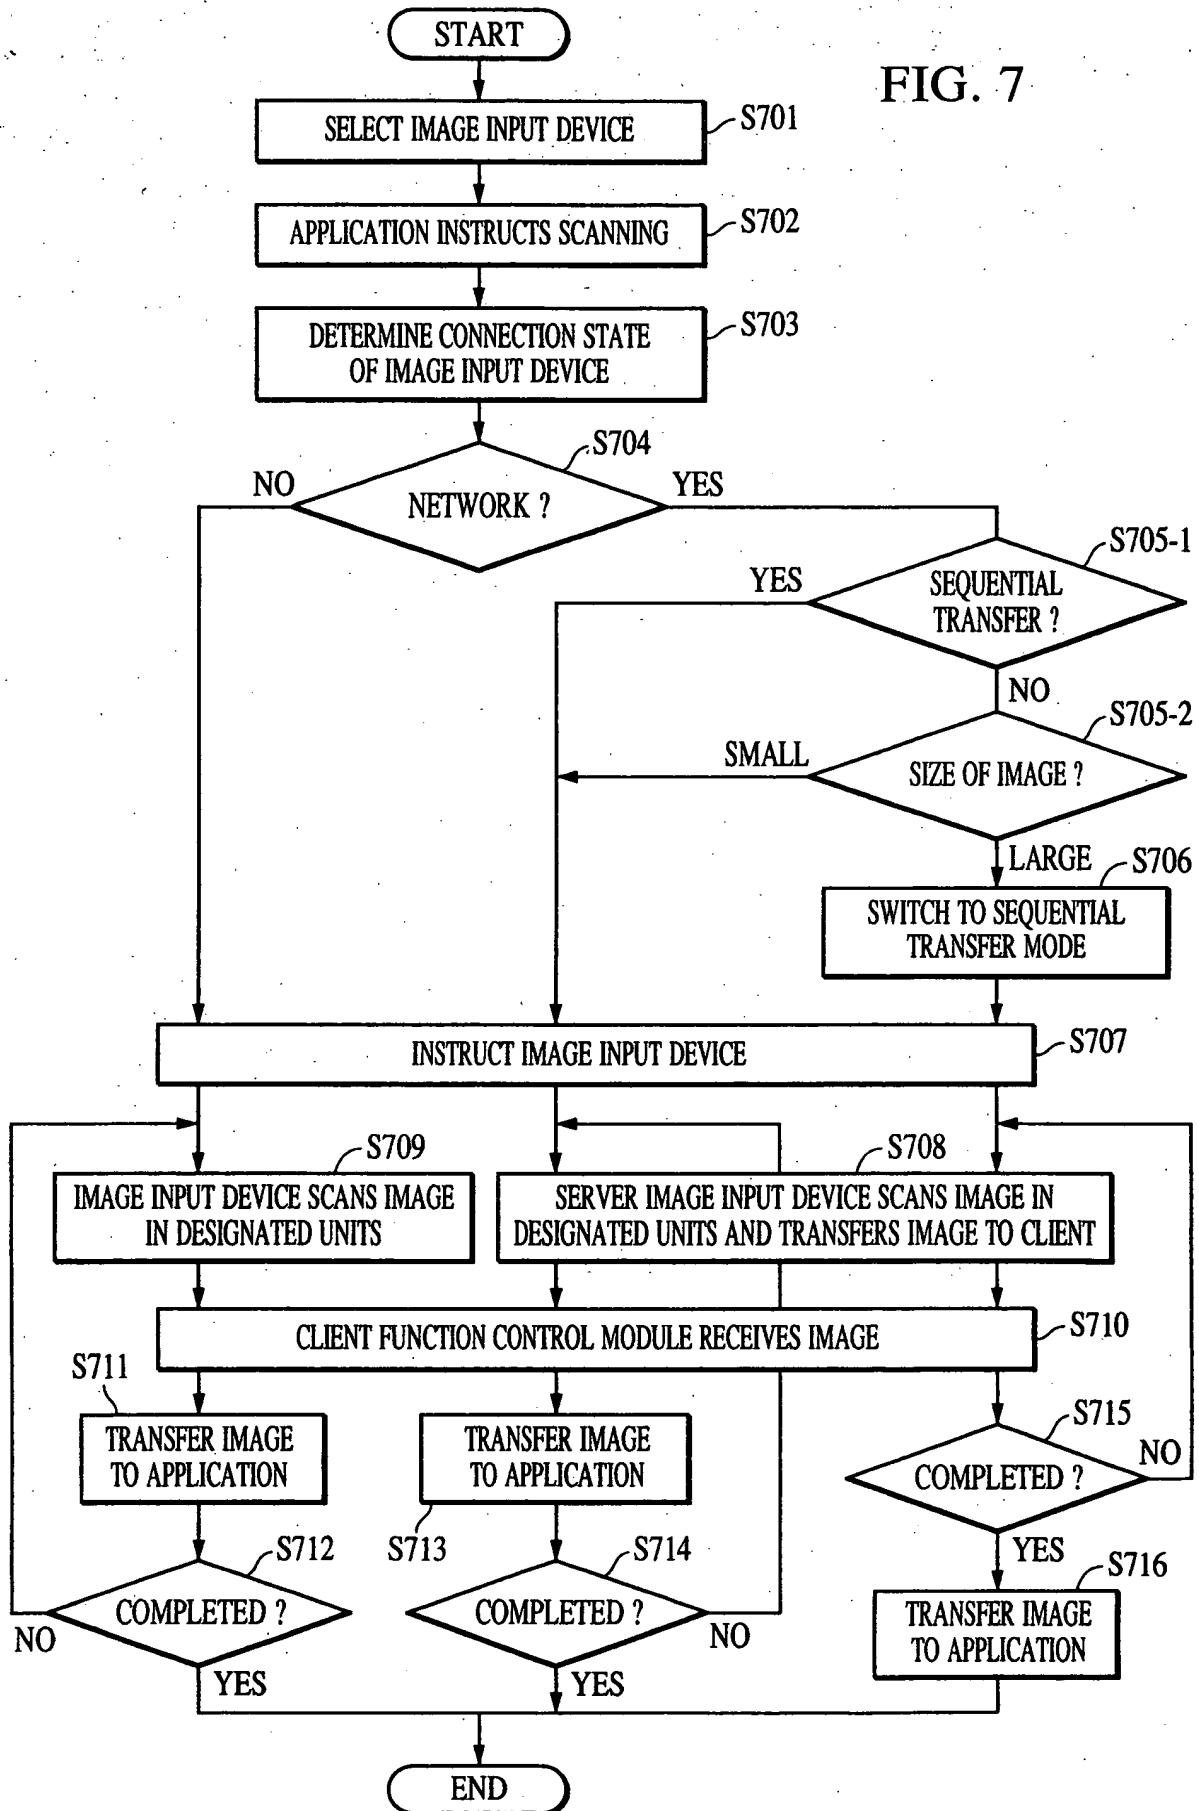 START
FIG. 7
SELECT IMAGE INPUT DEVICE
S701
APPLICATION INSTRUCTS SCANNING
S702
DETERMINE CONNECTION STATE
OF IMAGE INPUT DEVICE
S703
S704
NO
NETWORK ?
YES
S705-1
YES
SEQUENTIAL
TRANSFER ?
NO
S705-2
SMALL
SIZE OF IMAGE ?
LARGE
S706
SWITCH TO SEQUENTIAL
TRANSFER MODE
INSTRUCT IMAGE INPUT DEVICE
S707
S709
S708
IMAGE INPUT DEVICE SCANS IMAGE
IN DESIGNATED UNITS
SERVER IMAGE INPUT DEVICE SCANS IMAGE IN
DESIGNATED UNITS AND TRANSFERS IMAGE TO CLIENT
CLIENT FUNCTION CONTROL MODULE RECEIVES IMAGE
S710
S711
TRANSFER IMAGE
TO APPLICATION
TRANSFER IMAGE
TO APPLICATION
S713
S715
COMPLETED ?
NO
YES
S712
COMPLETED ?
NO
YES
S714
COMPLETED ?
NO
YES
S716
TRANSFER IMAGE
TO APPLICATION
END